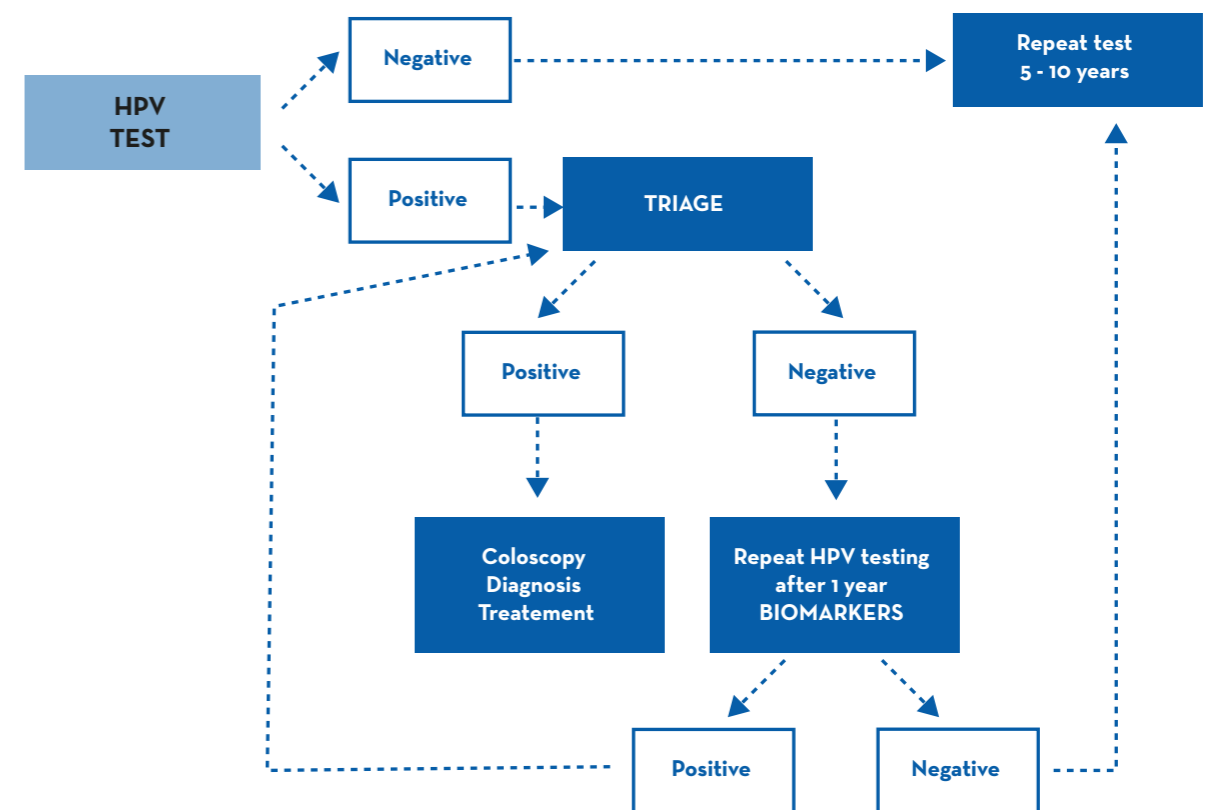 HPV
TEST
Negative
Repeat test
5 - 10 years
Positive
TRIAGE
Positive
Negative
Coloscopy
Diagnosis
Treatement
Repeat HPV testing
after 1 year
BIOMARKERS
Positive
Negative